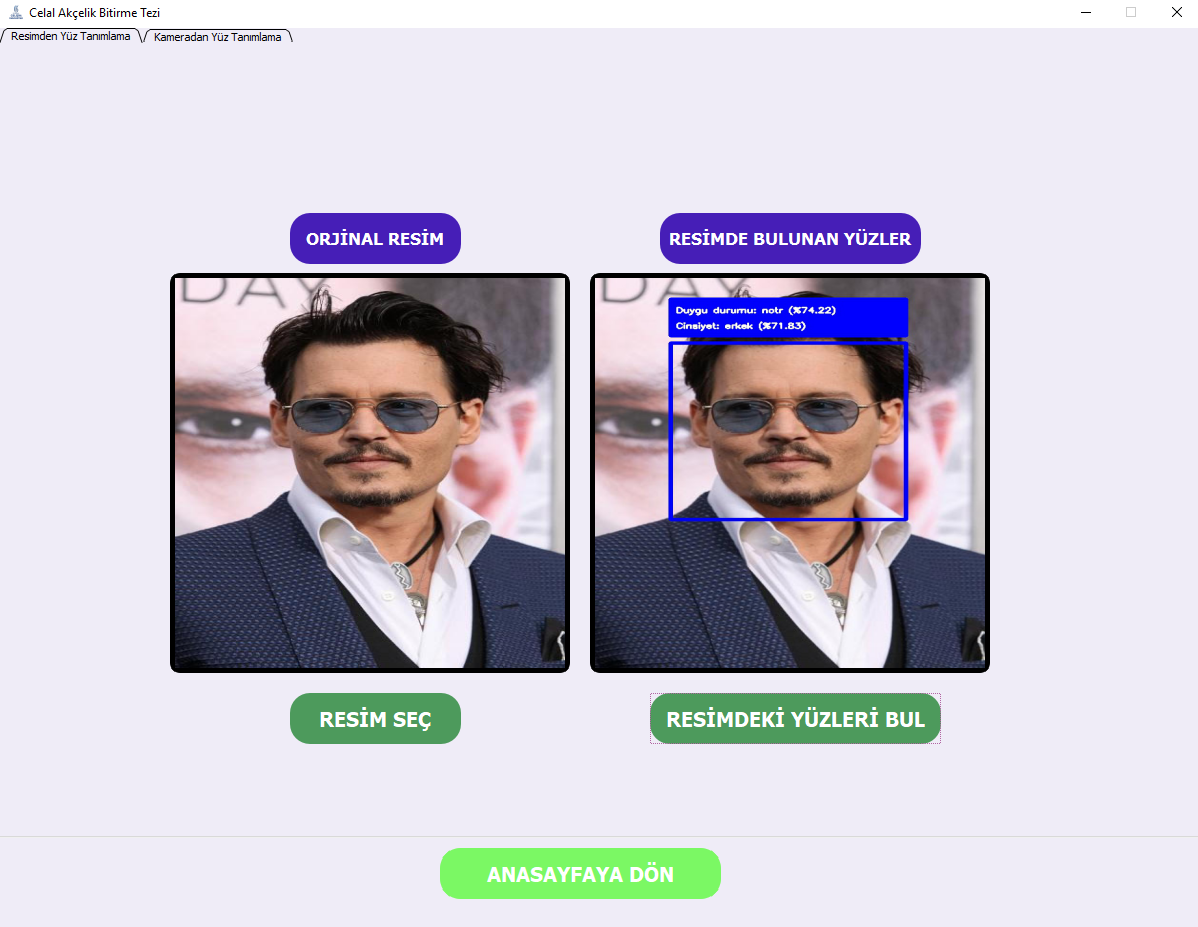 Celal Akçelik Bitirme Tezi
Resimden Yüz Tanımlama
Kameradan Yüz Tanımlama
ORJİNAL RESİM
RESİMDE BULUNAN YÜZLER
DAY
DAY
Duygu durumu: notr (%74.22)
Cinsiyet: erkek (%71.83)
RESİM SEÇ
RESİMDEKİ YÜZLERİ BUL
ANASAYFAYA DÖN